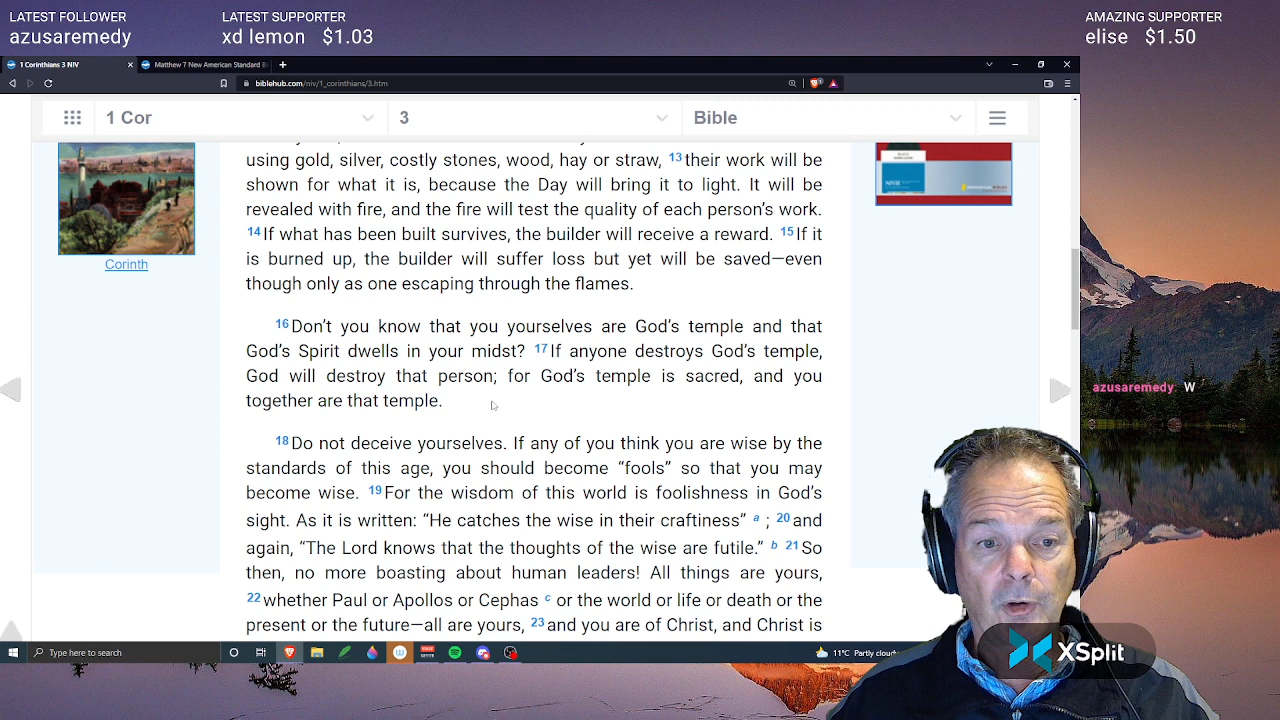 LATEST FOLLOWER
azusaremedy
LATEST SUPPORTER
xd lemon $1.03
AMAZING SUPPORTER
elise $1.50
1 Corinthians 3 NIV
Matthew 7 New American Standard B
biblehub.com/niv/1_corinthians/3.htm
1 Cor
3
Bible
using gold, silver, costly stones, wood, hay or straw, 13 their work will be
shown for what it is, because the Day will bring it to light. It will be
revealed with fire, and the fire will test the quality of each person's work.
14 If what has been built survives, the builder will receive a reward. 15 If it
is burned up, the builder will suffer loss but yet will be saved—even
though only as one escaping through the flames.
Corinth
16 Don't you know that you yourselves are God's temple and that
God's Spirit dwells in your midst? 17 If anyone destroys God's temple,
God will destroy that person; for God's temple is sacred, and you
together are that temple.
18 Do not deceive yourselves. If any of you think you are wise by the
standards of this age, you should become “fools” so that you may
become wise. 19 For the wisdom of this world is foolishness in God's
sight. As it is written: “He catches the wise in their craftiness” a ; 20 and
again, “The Lord knows that the thoughts of the wise are futile.” b 21 So
then, no more boasting about human leaders! All things are yours,
22 whether Paul or Apollos or Cephas c or the world or life or death or the
present or the future—all are yours, 23 and you are of Christ, and Christ is
azusaremedy: W
Type here to search
11°C Partly cloudy
XSplit